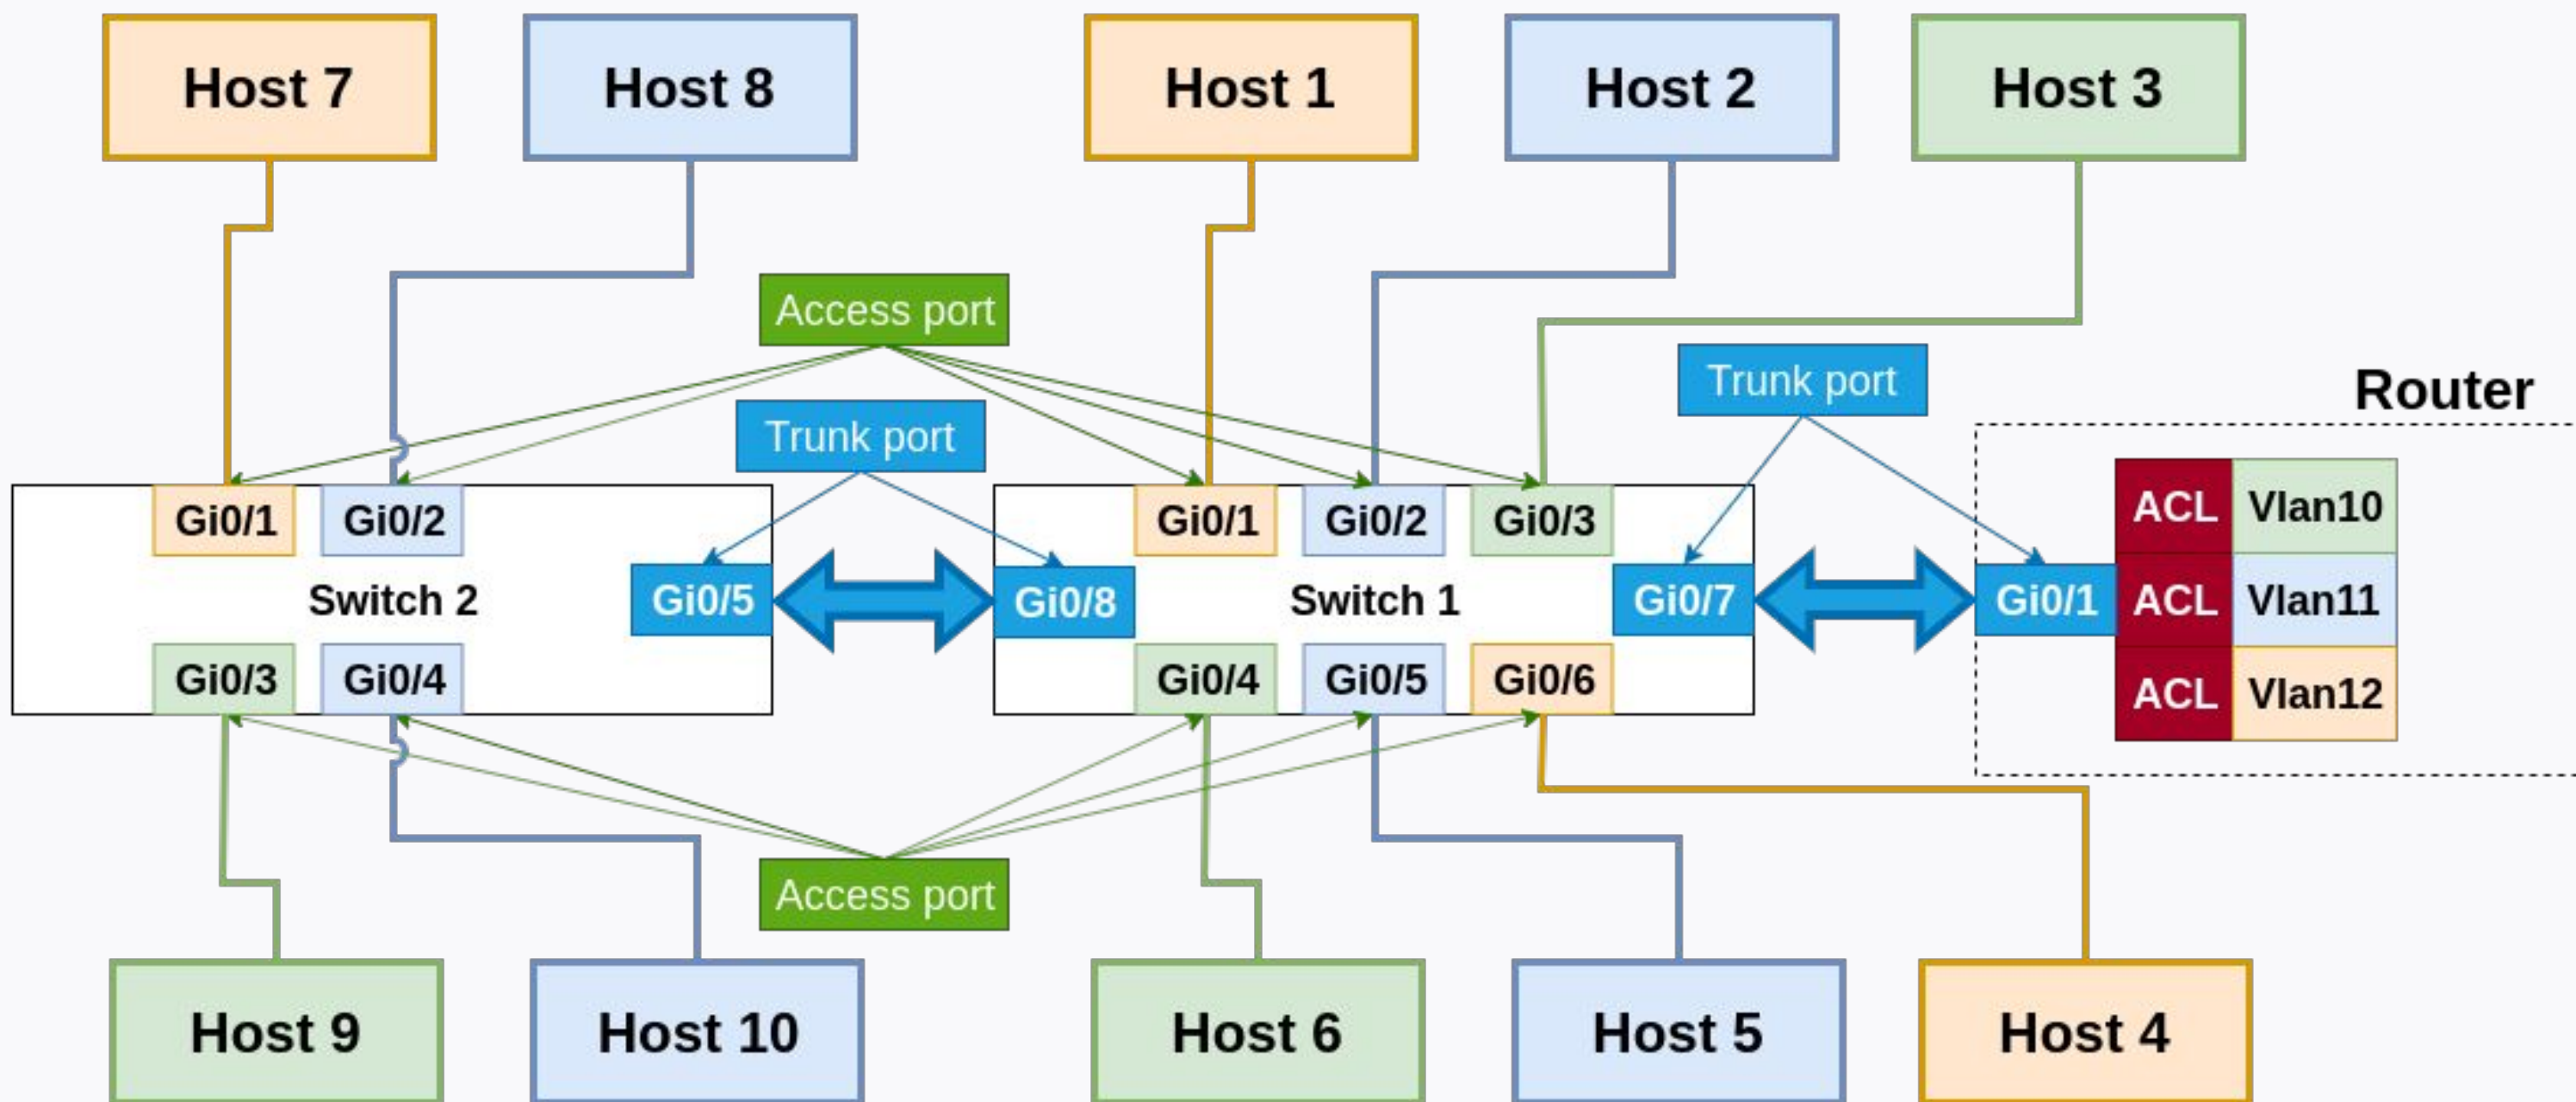 Host 7
Host 8
Host 1
Host 2
Host 3
Access port
Trunk port
Trunk port
Router
Gi0/1
Gi0/2
Switch 2
Gi0/5
Gi0/3
Gi0/4
Gi0/1
Gi0/2
Gi0/3
Gi0/8
Switch 1
Gi0/7
Gi0/4
Gi0/5
Gi0/6
Gi0/1
ACL Vlan10
ACL Vlan11
ACL Vlan12
Access port
Host 9
Host 10
Host 6
Host 5
Host 4